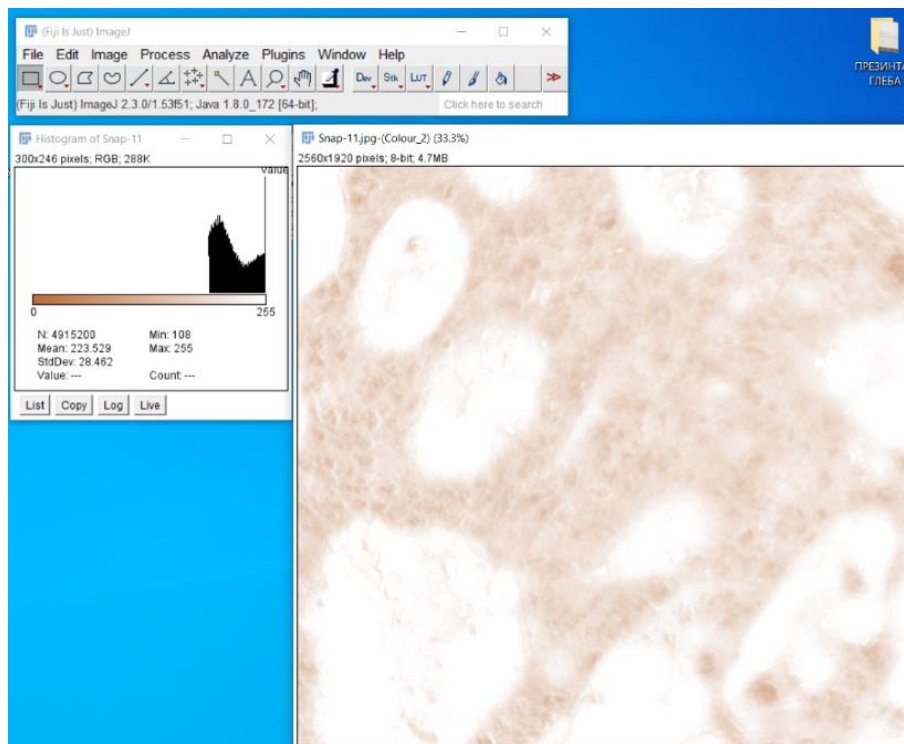 (Fiji Is Just) ImageJ
File Edit Image Process Analyze Plugins Window Help
Dev Stk LUT
(Fiji Is Just) ImageJ 2.3.0/1.53f51; Java 1.8.0_172 [64-bit];
Click here to search
ПРЕЗИНТА
ГЛЕБА
Histogram of Snap-11
300x246 pixels; RGB; 288K
value
0 255
N: 4915200 Min: 108
Mean: 223.529 Max: 255
StdDev: 28.462
Value: --- Count: ---
List Copy Log Live
Snap-11.jpg-(Colour_2) (33.3%)
2560x1920 pixels; 8-bit; 4.7MB